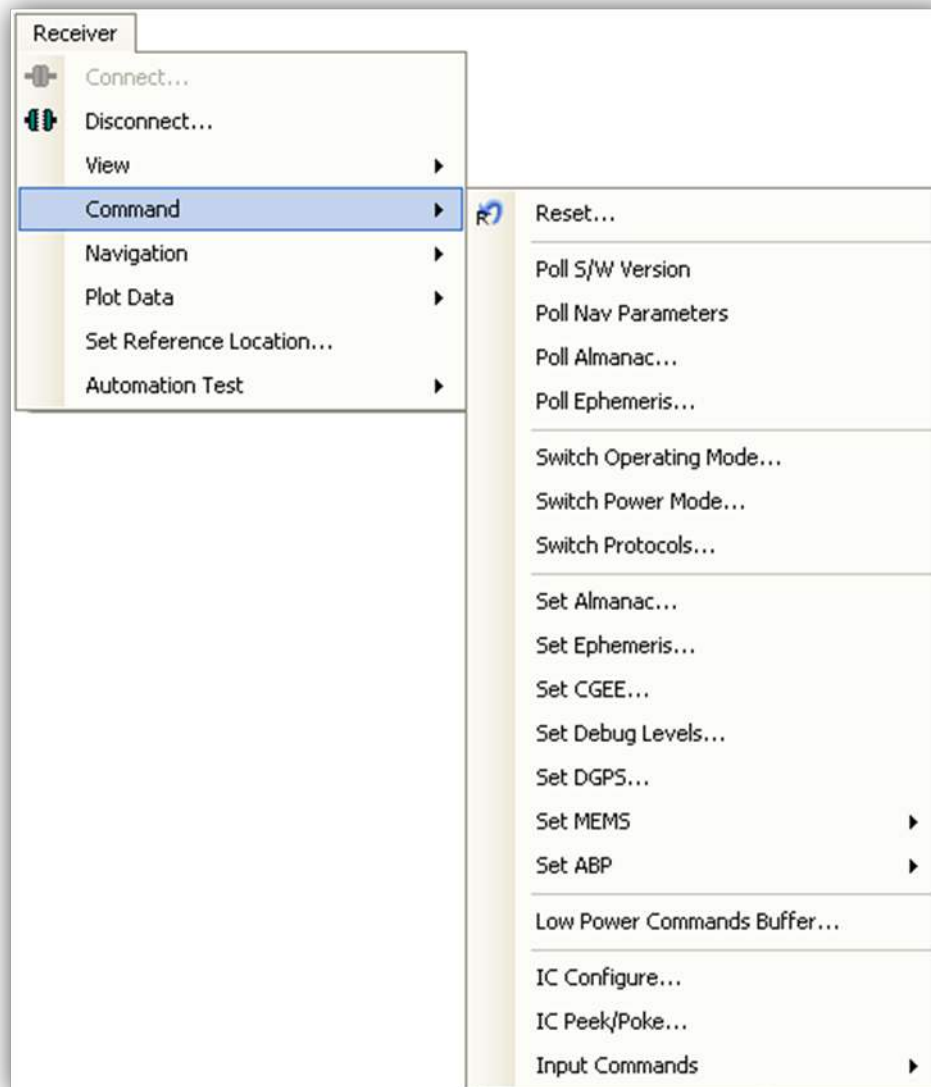 Receiver
Connect...
Disconnect...
View
Command
Navigation
Plot Data
Set Reference Location...
Automation Test
R
Reset...
Poll S/W Version
Poll Nav Parameters
Poll Almanac...
Poll Ephemeris...
Switch Operating Mode...
Switch Power Mode...
Switch Protocols...
Set Almanac...
Set Ephemeris...
Set CGEE...
Set Debug Levels...
Set DGPS...
Set MEMS
Set ABP
Low Power Commands Buffer...
IC Configure...
IC Peek/Poke...
Input Commands